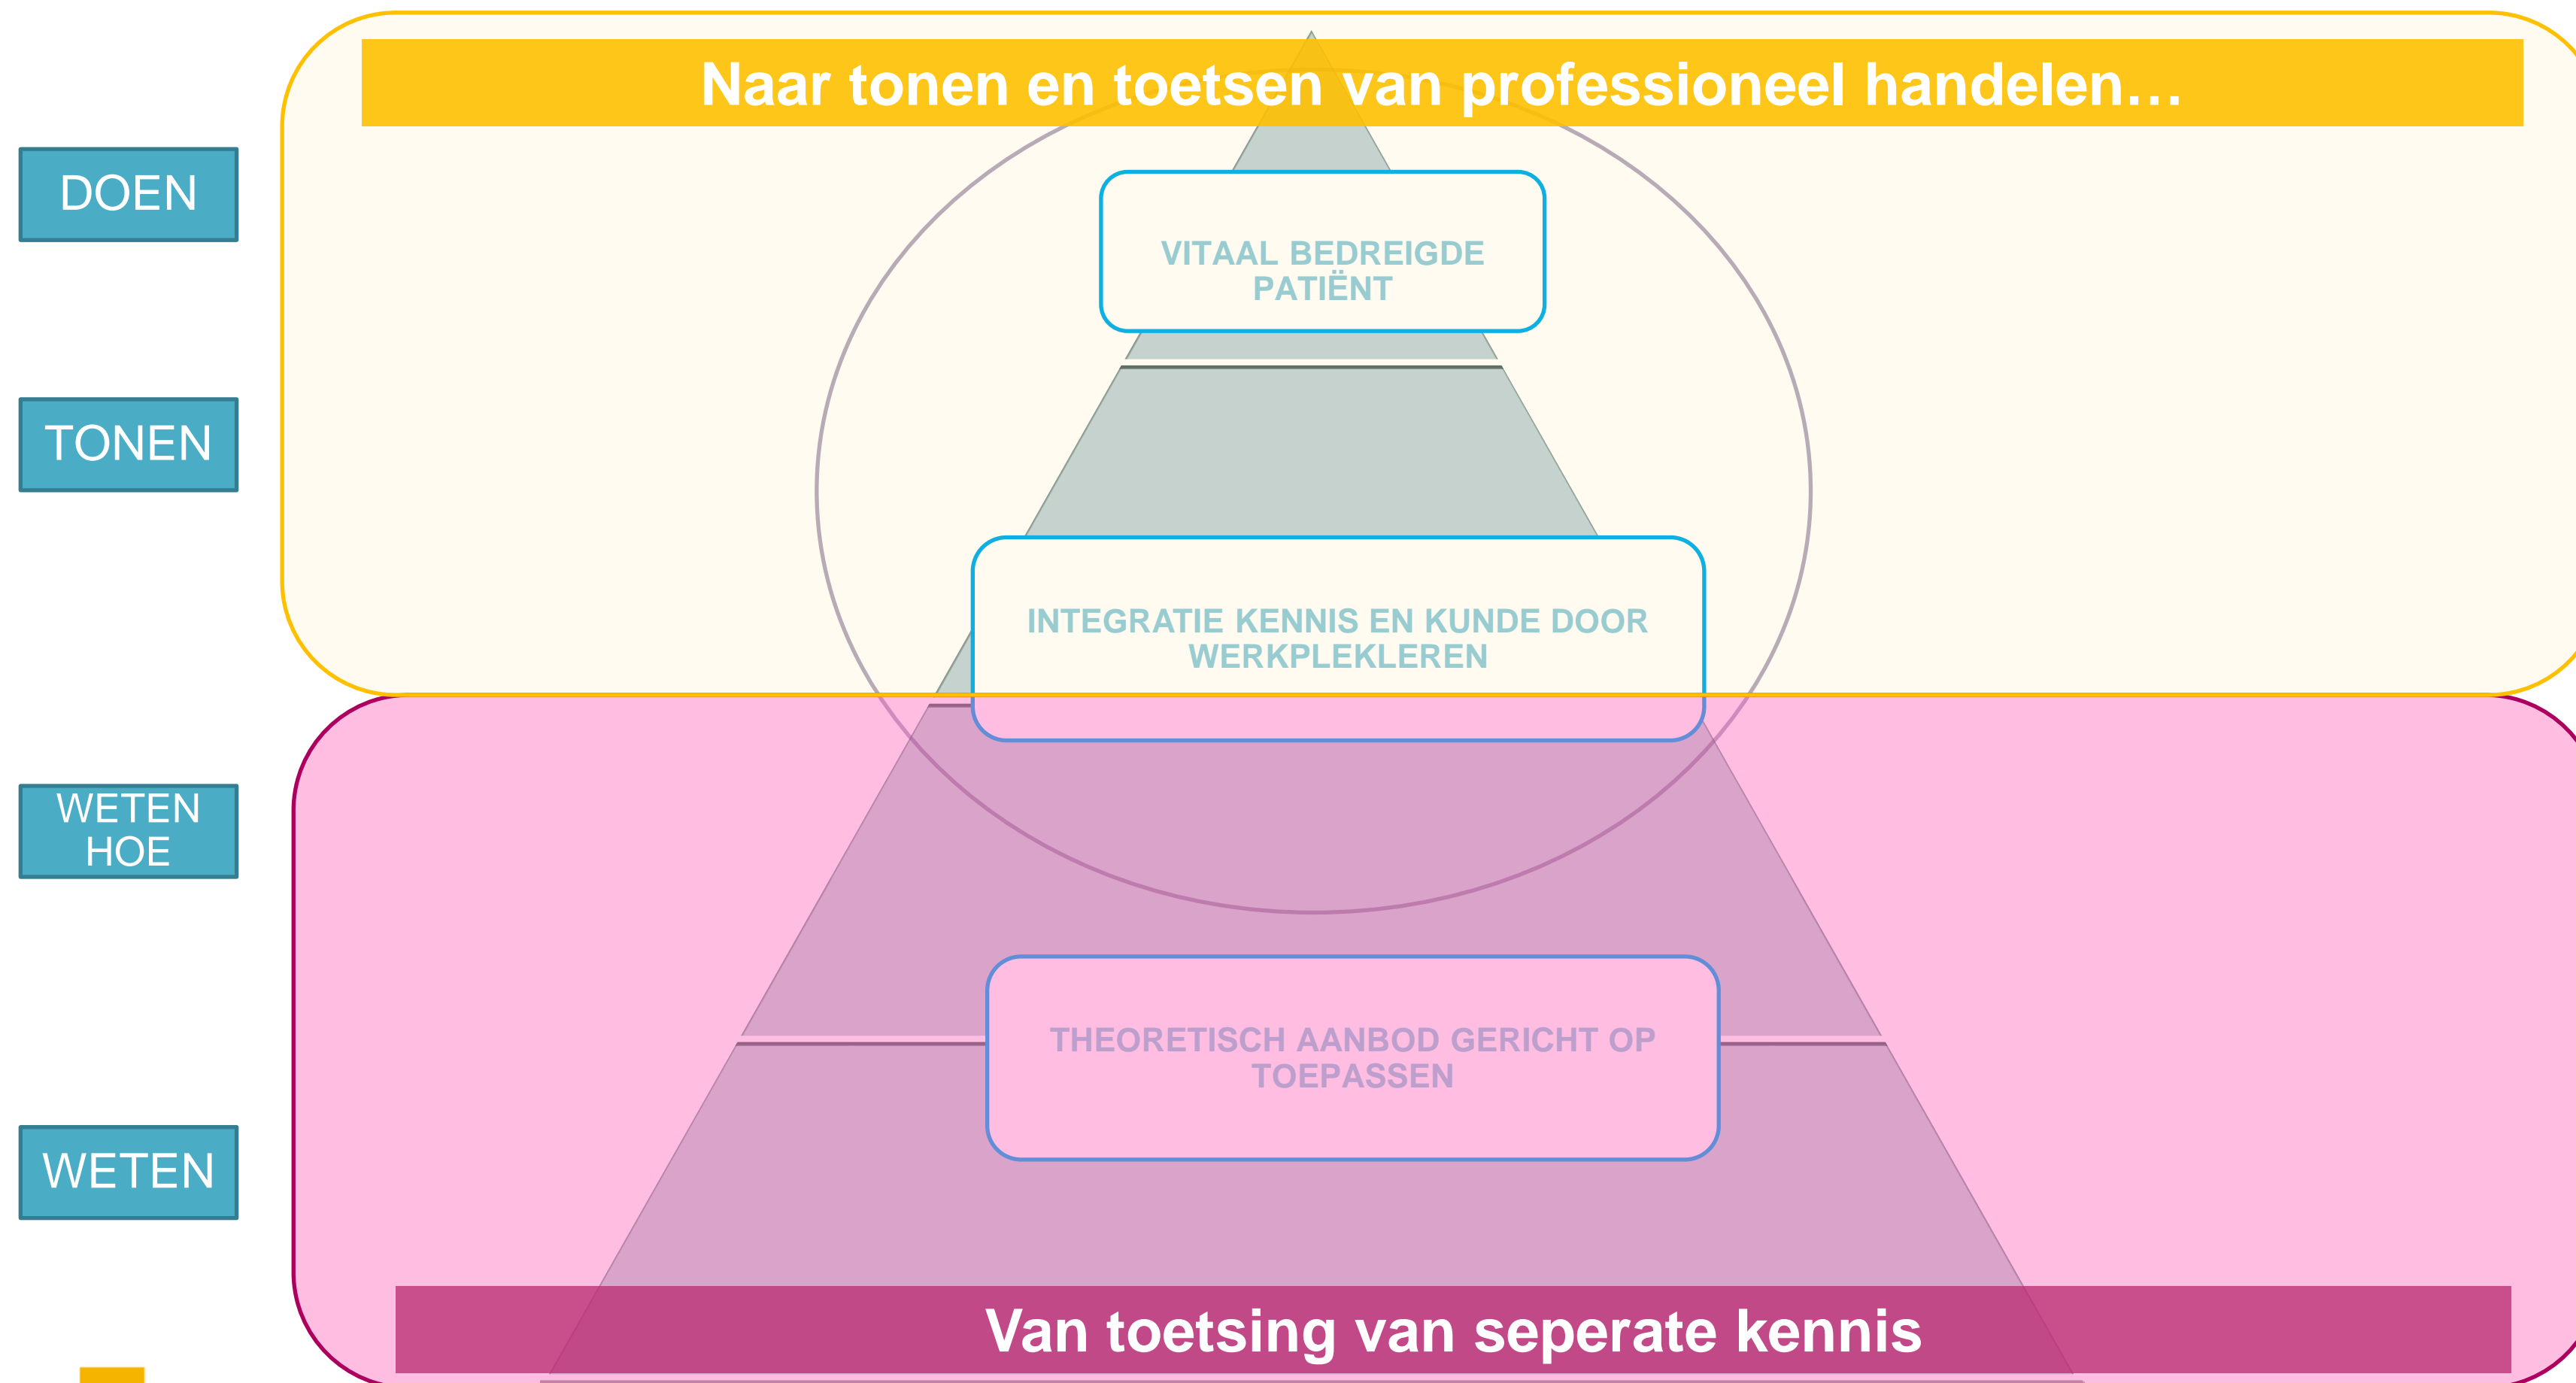 Naar tonen en toetsen van professioneel handelen…
DOEN
VITAAL BEDREIGDE
PATIËNT
TONEN
INTEGRATIE KENNIS EN KUNDE DOOR
WERKPLEKLEREN
WETEN
HOE
THEORETISCH AANBOD GERICHT OP
TOEPASSEN
WETEN
Van toetsing van seperate kennis